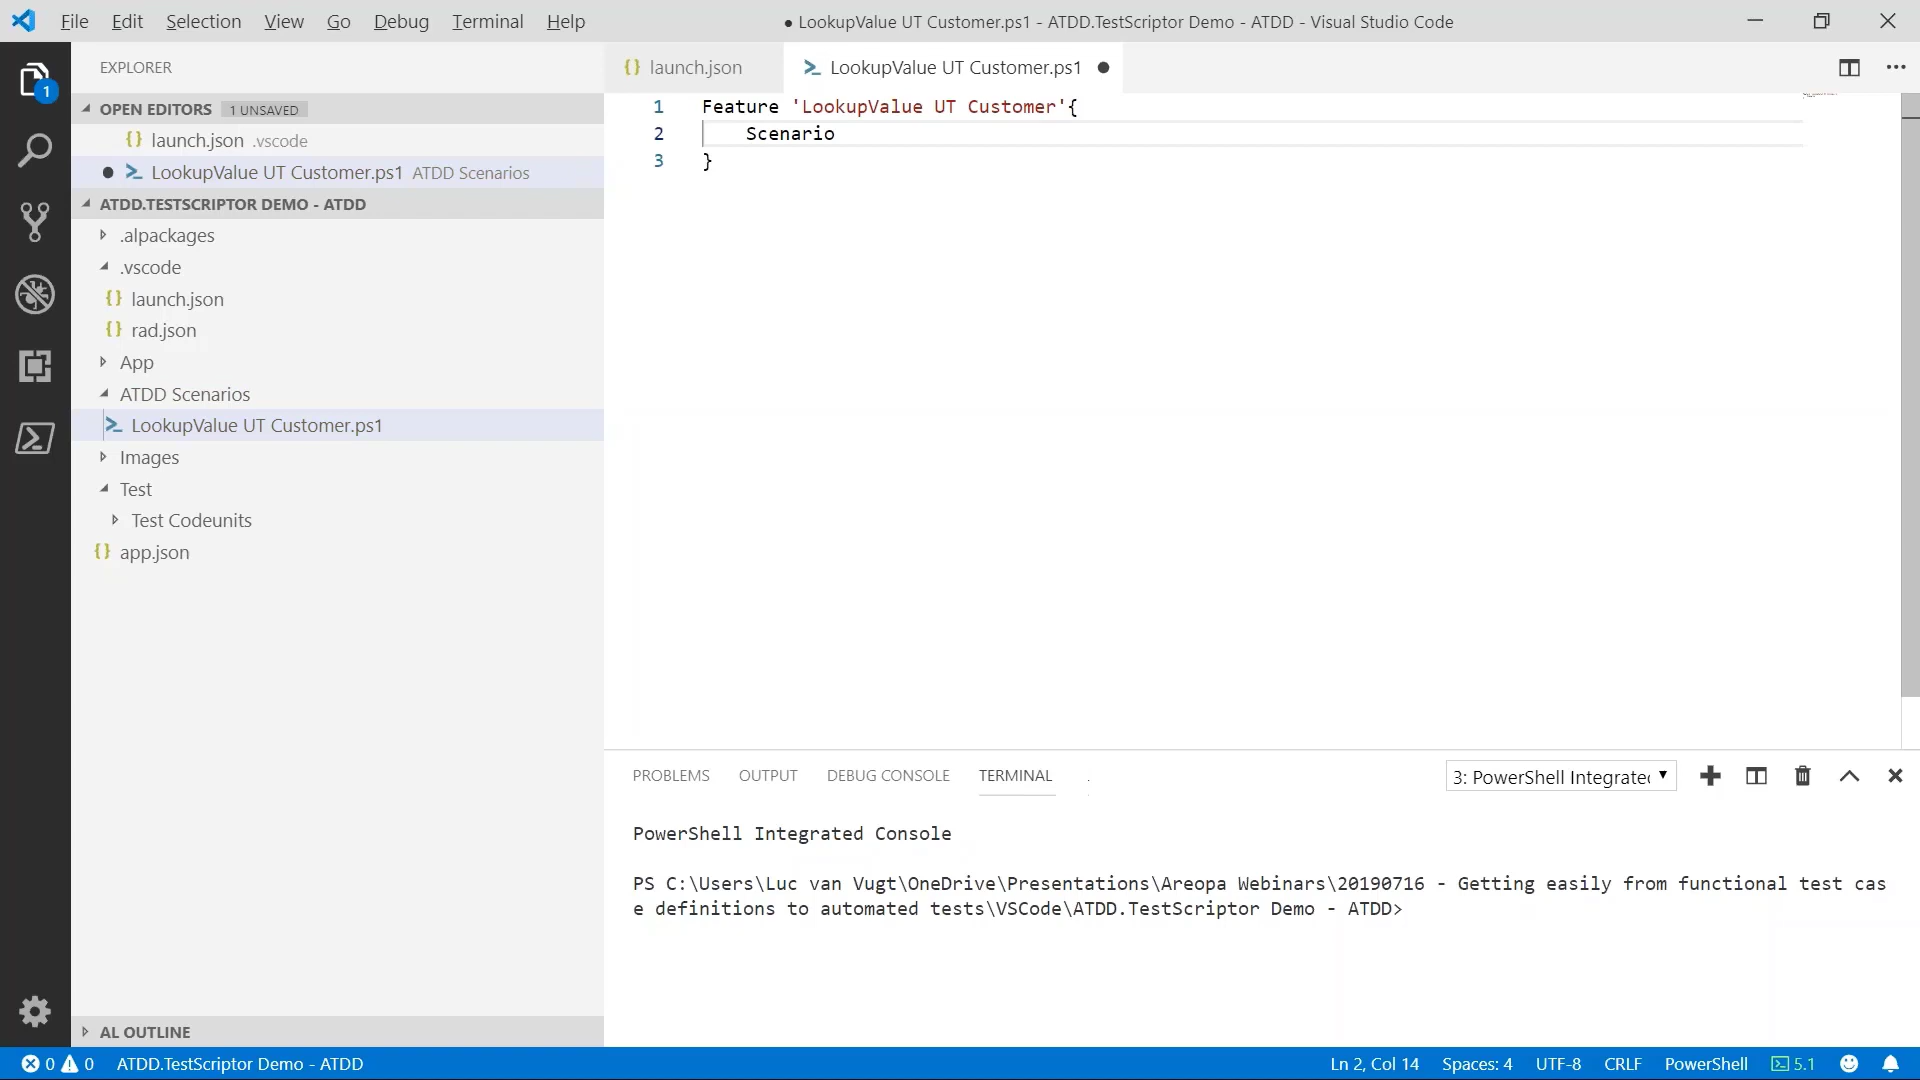 File Edit Selection View Go Debug Terminal Help
● LookupValue UT Customer.ps1 - ATDD.TestScriptor Demo - ATDD - Visual Studio Code
EXPLORER
1
OPEN EDITORS 1 UNSAVED
{} launch.json .vscode
LookupValue UT Customer.ps1 ATDD Scenarios
ATDD.TESTSCRIPTOR DEMO - ATDD
.alpackages
.vscode
{} launch.json
{} rad.json
App
ATDD Scenarios
LookupValue UT Customer.ps1
Images
Test
Test Codeunits
{} app.json
AL OUTLINE
{} launch.json
LookupValue UT Customer.ps1 ●
1 Feature 'LookupValue UT Customer'{
2 Scenario
3 }
PROBLEMS OUTPUT DEBUG CONSOLE TERMINAL
3: PowerShell Integrated
PowerShell Integrated Console
PS C:\Users\Luc van Vugt\OneDrive\Presentations\Areopa Webinars\20190716 - Getting easily from functional test cas
e definitions to automated tests\VSCode\ATDD.TestScriptor Demo - ATDD>
0 0 ATDD.TestScriptor Demo - ATDD
Ln 2, Col 14 Spaces: 4 UTF-8 CRLF PowerShell 5.1